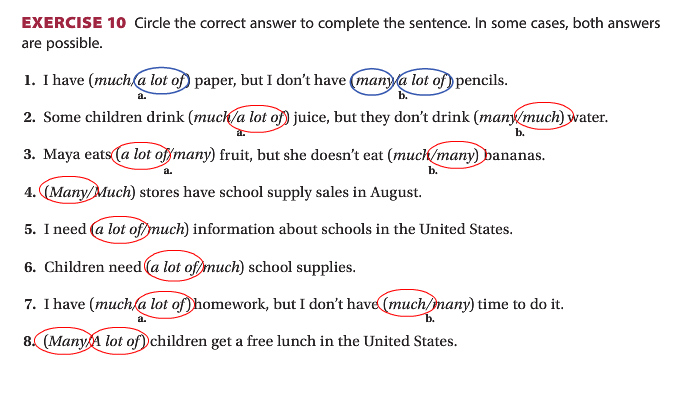 EXERCISE 10 Circle the correct answer to complete the sentence. In some cases, both answers
are possible.
1. I have (much/a lot of) paper, but I don't have (many/a lot of) pencils.
a. b.
2. Some children drink (much/a lot of) juice, but they don't drink (many/much) water.
a. b.
3. Maya eats (a lot of/many) fruit, but she doesn't eat (much/many) bananas.
a. b.
4. (Many/Much) stores have school supply sales in August.
5. I need (a lot of/much) information about schools in the United States.
6. Children need (a lot of/much) school supplies.
7. I have (much/a lot of) homework, but I don't have (much/many) time to do it.
a. b.
8. (Many/A lot of) children get a free lunch in the United States.